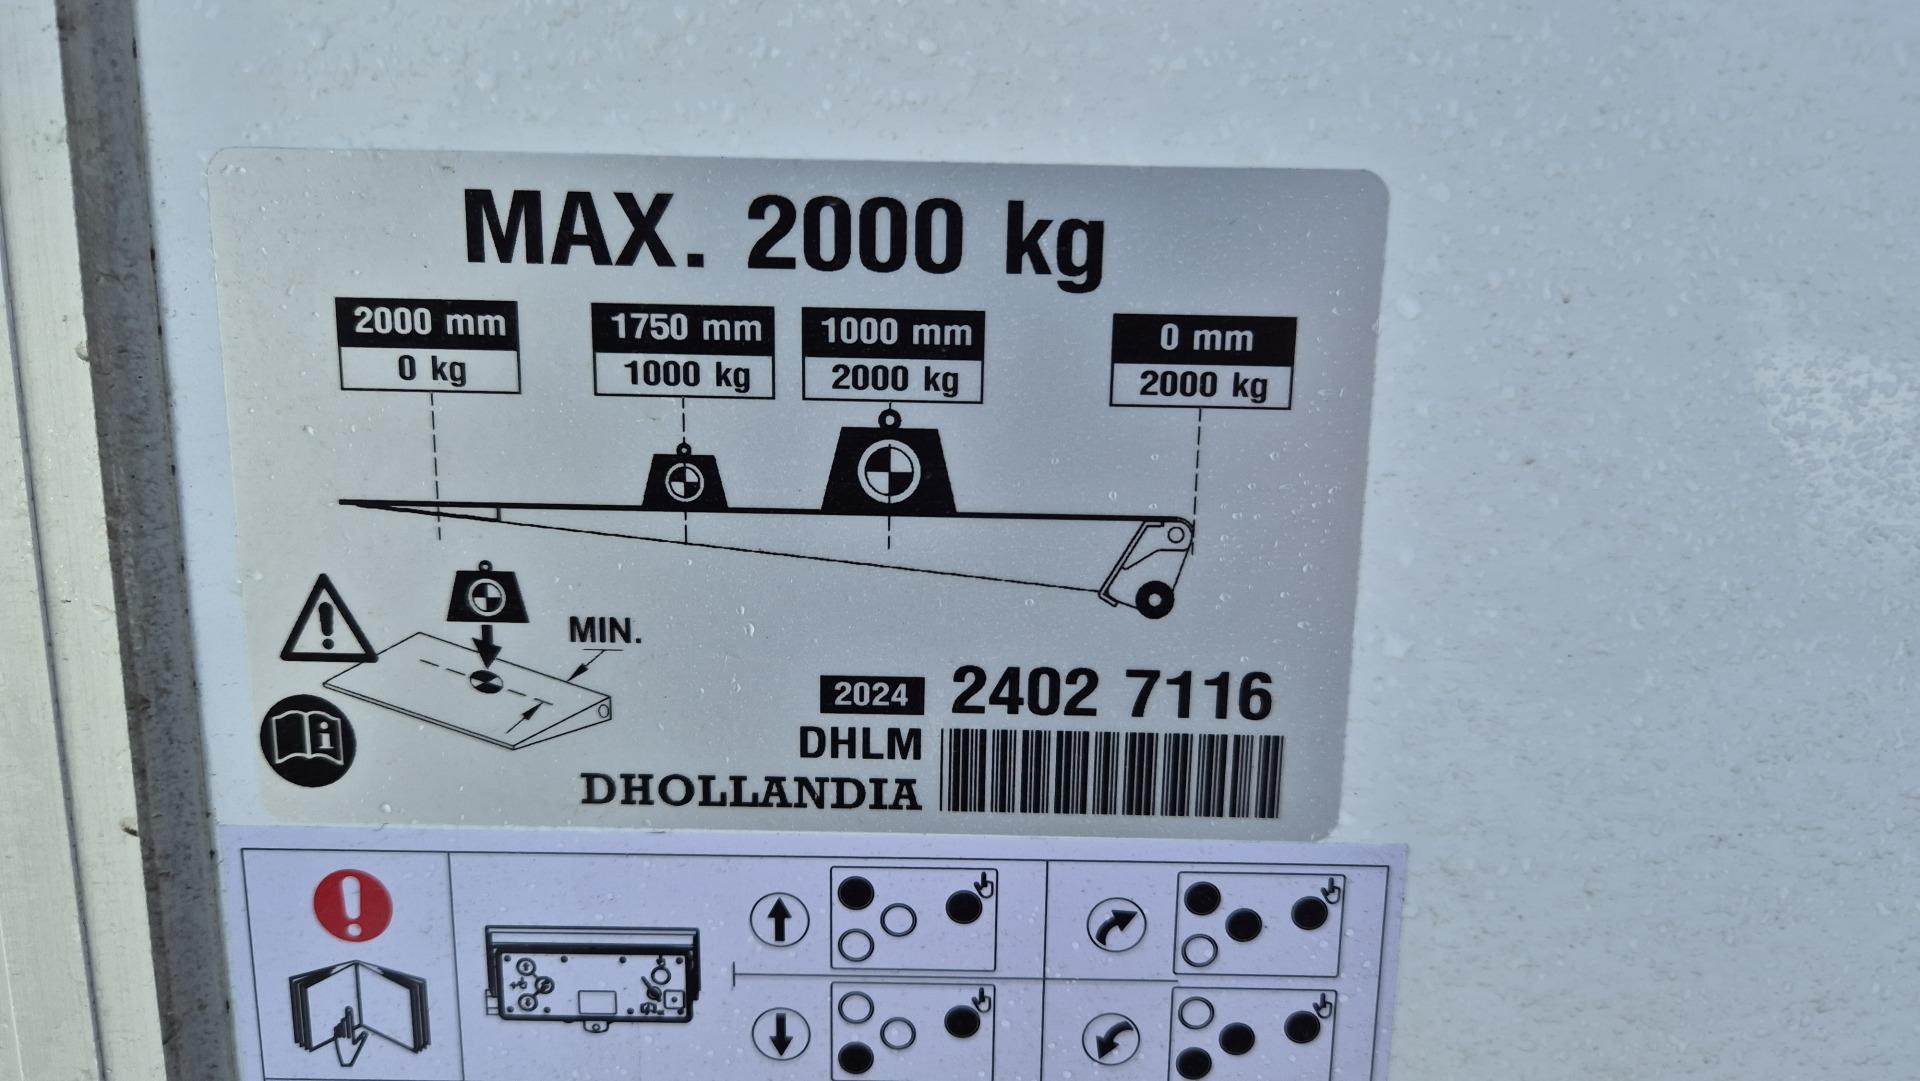 MAX. 2000 kg
2000 mm 1750 mm 1000 mm 0 mm
0 kg 1000 kg 2000 kg 2000 kg
MIN.
2024 2402 7116
DHLM
DHOLLANDIA